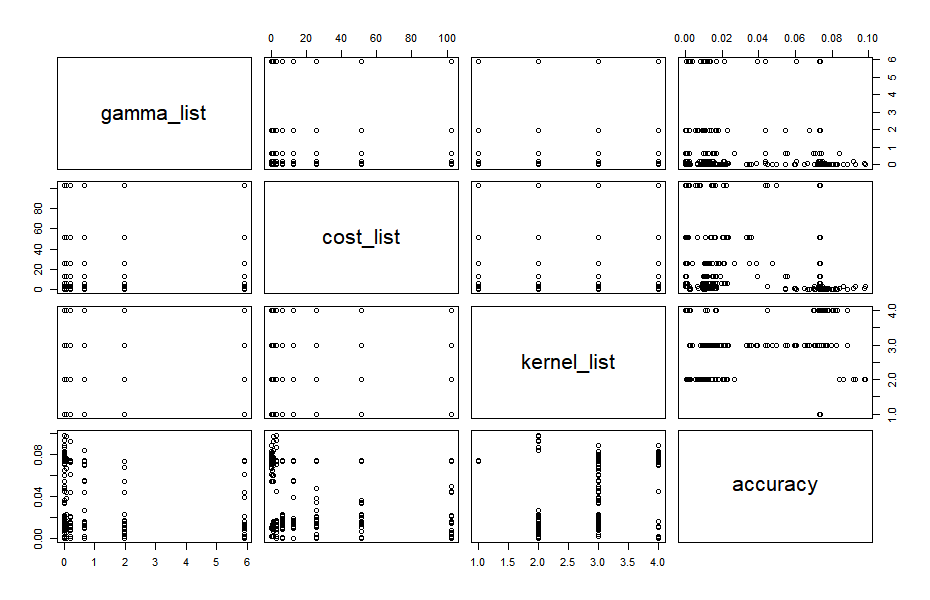 0 20 40 60 80 100
0.00 0.02 0.04 0.06 0.08 0.10
gamma_list
0 1 2 3 4 5 6
0 20 40 60 80
cost_list
kernel_list
1.0 2.0 3.0 4.0
0.00 0.04 0.08
accuracy
0 1 2 3 4 5 6
1.0 1.5 2.0 2.5 3.0 3.5 4.0